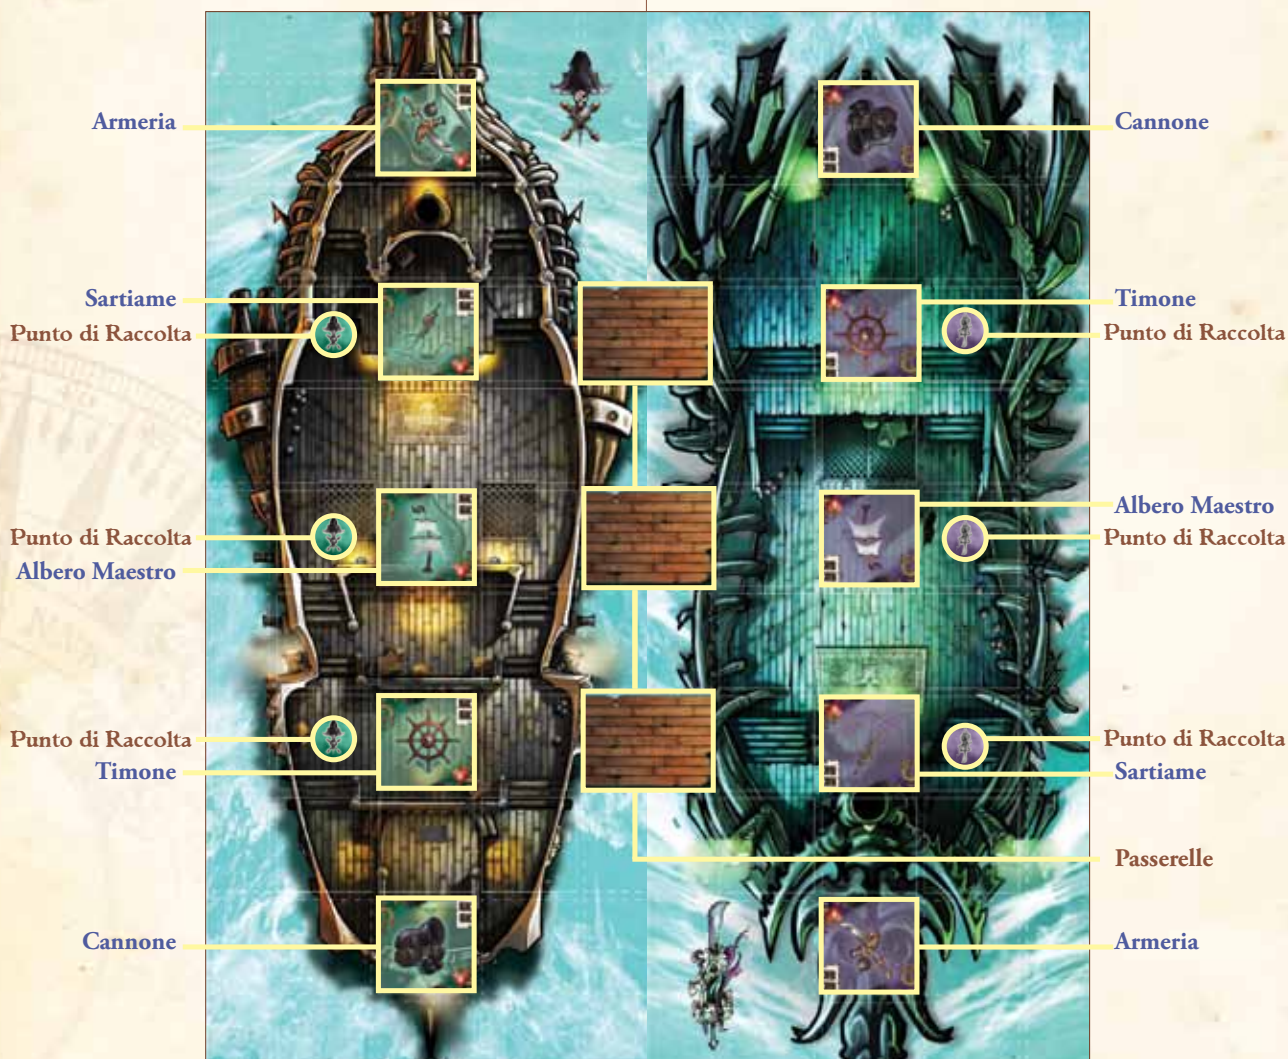 Armeria
Sartiame
Punto di Raccolta
Punto di Raccolta
Albero Maestro
Punto di Raccolta
Timone
Cannone
Cannone
Timone
Punto di Raccolta
Albero Maestro
Punto di Raccolta
Punto di Raccolta
Sartiame
Passerelle
Armeria